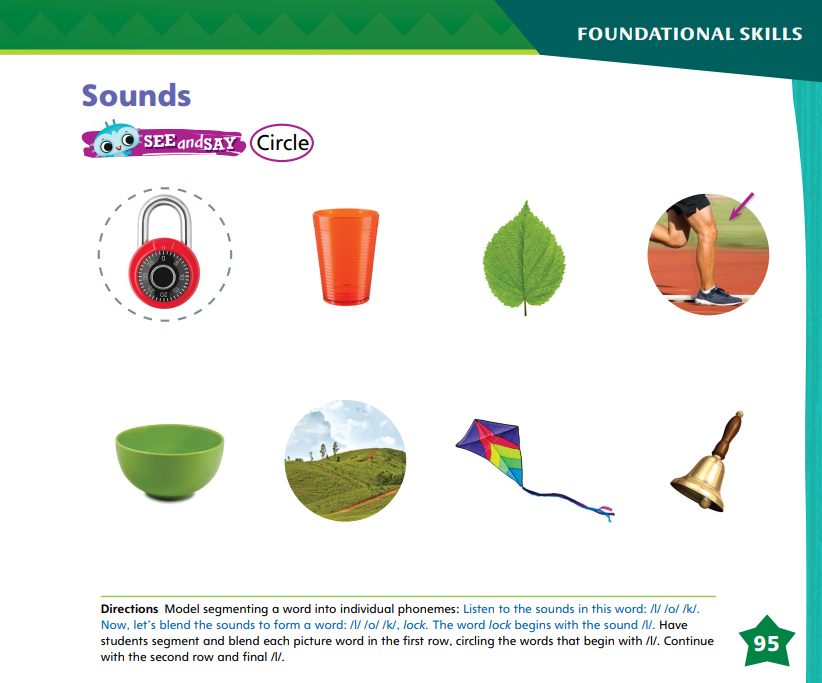 FOUNDATIONAL SKILLS
Sounds
SEE and SAY Circle
Directions Model segmenting a word into individual phonemes: Listen to the sounds in this word: /l/ /o/ /k/.
Now, let's blend the sounds to form a word: /l/ /o/ /k/, lock. The word lock begins with the sound /l/. Have
students segment and blend each picture word in the first row, circling the words that begin with /l/. Continue
with the second row and final /l/.
95